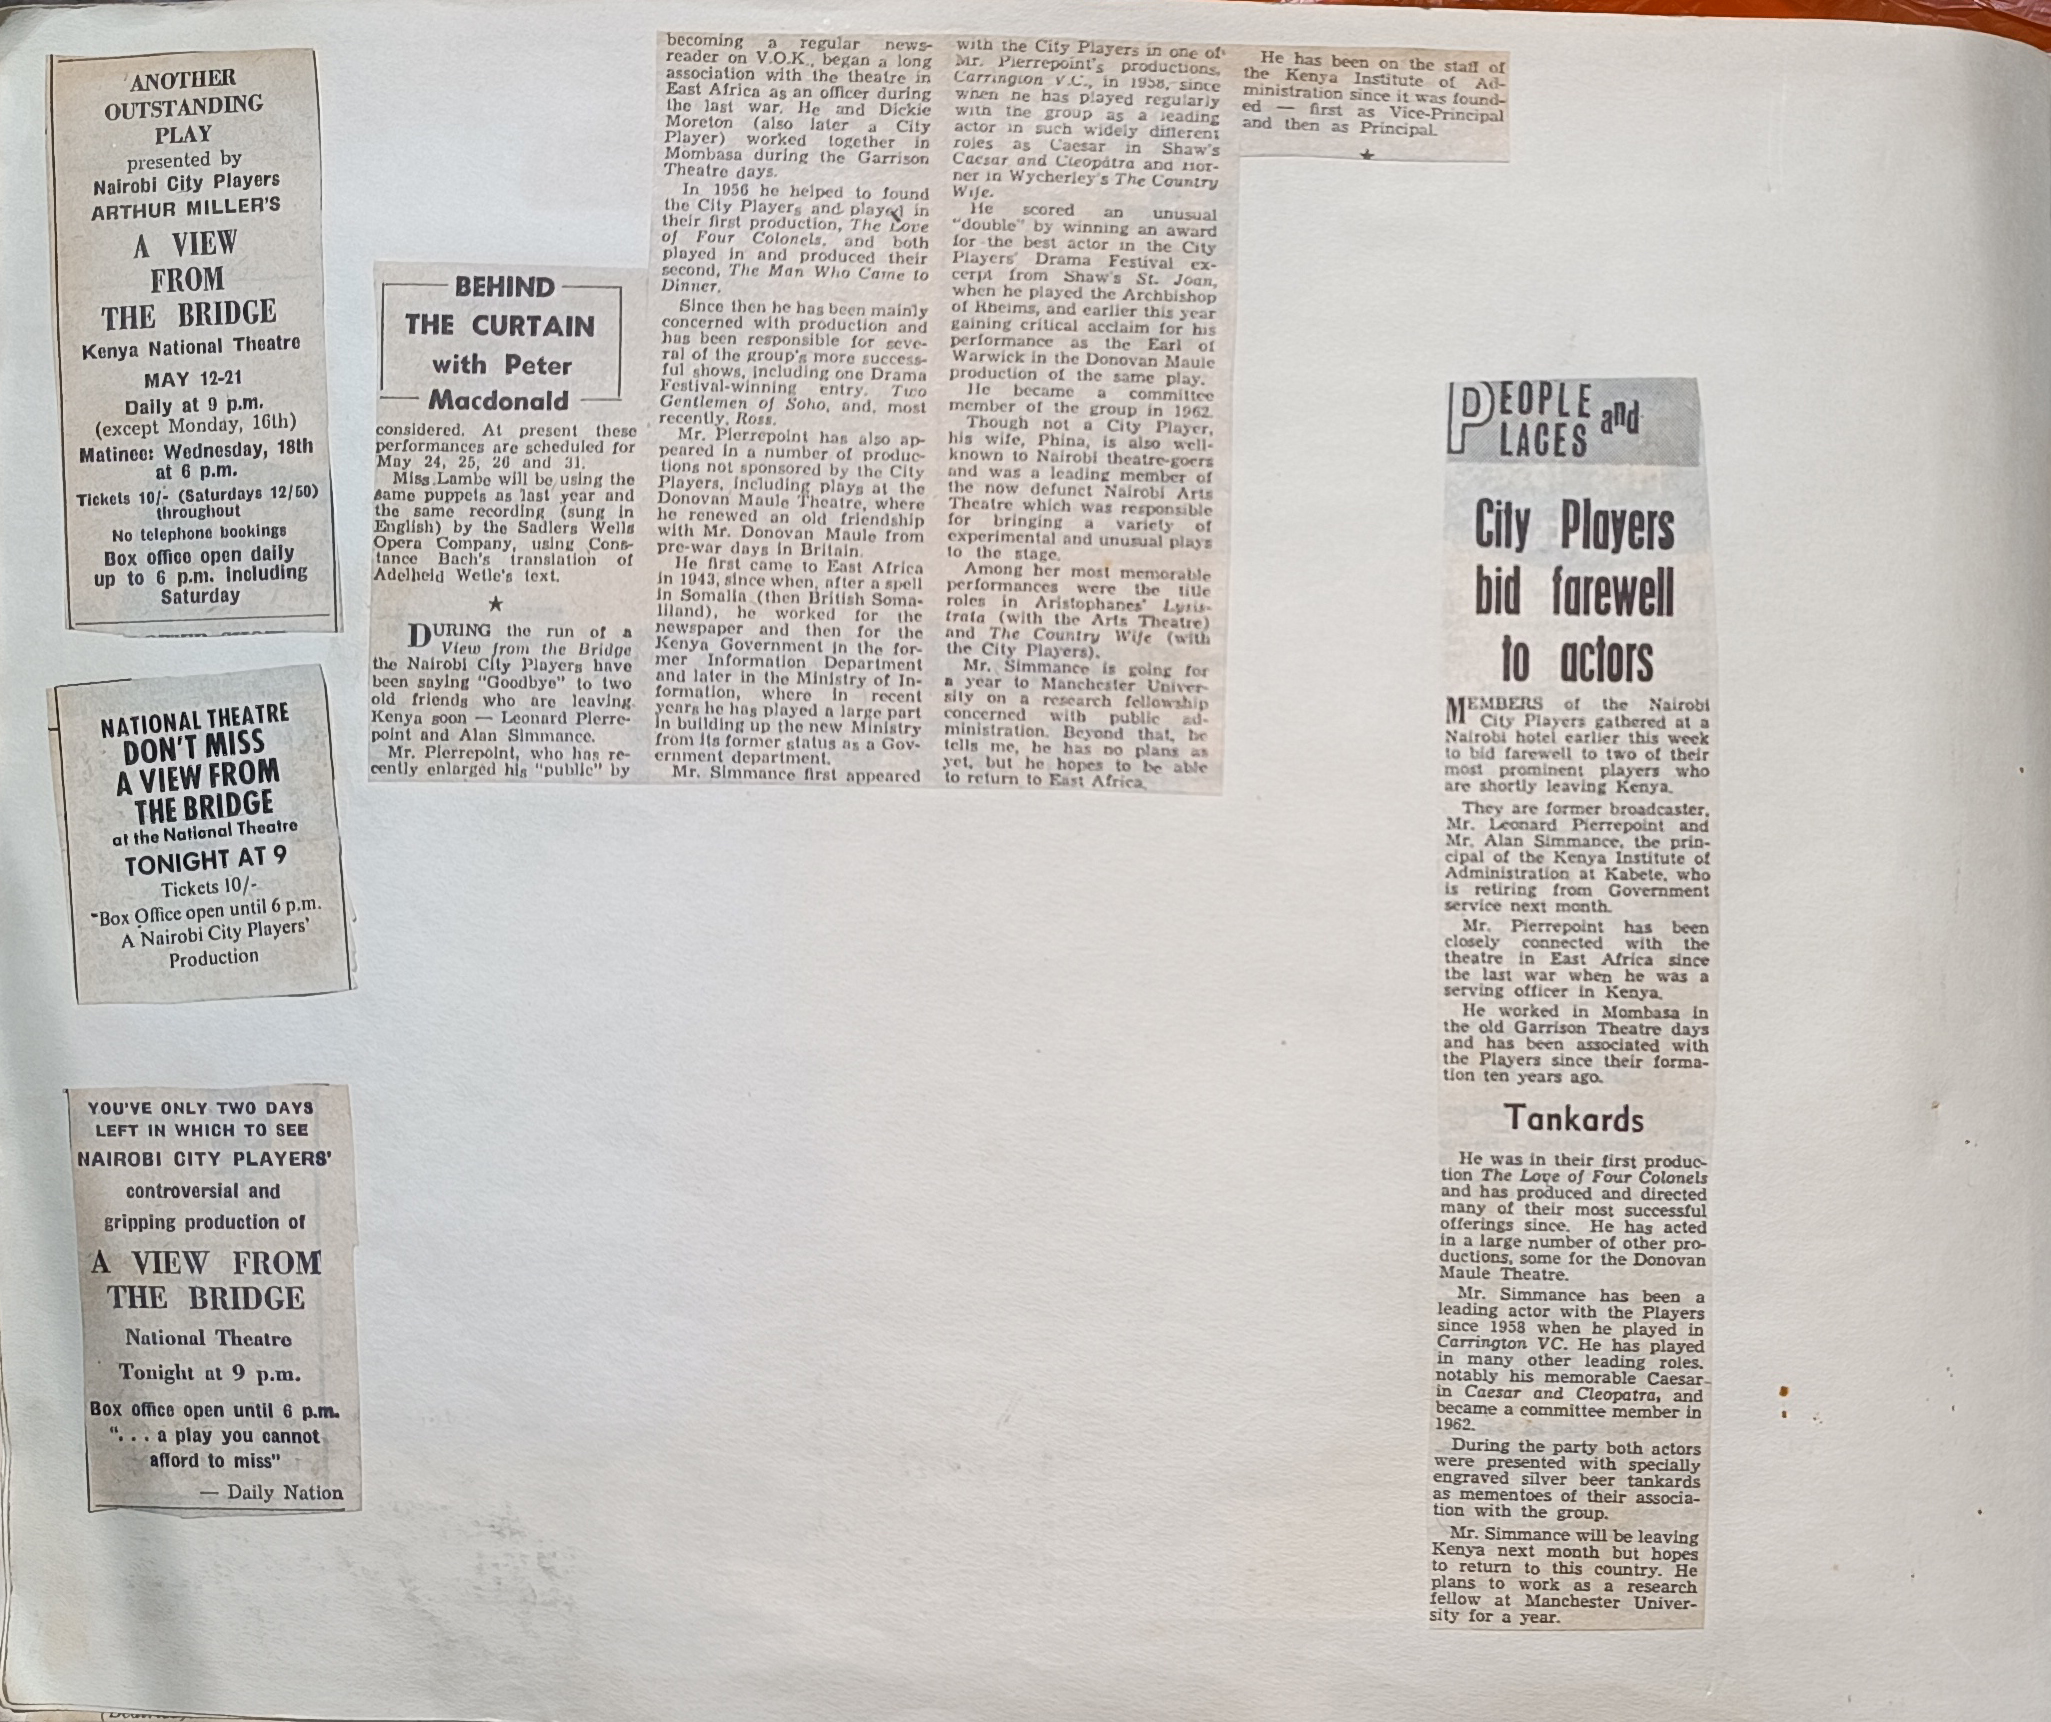 ANOTHER
OUTSTANDING
PLAY
presented by
Nairobi City Players
ARTHUR MILLER'S
A VIEW
FROM
THE BRIDGE
Kenya National Theatre
MAY 12-21
Daily at 9 p.m.
(except Monday, 16th)
Matinee: Wednesday, 18th
at 6 p.m.
Tickets 10/- (Saturdays 12/50)
throughout
No telephone bookings
Box office open daily
up to 6 p.m. including
Saturday
NATIONAL THEATRE
DON'T MISS
A VIEW FROM
THE BRIDGE
at the National Theatre
TONIGHT AT 9
Tickets 10/-
Box Office open until 6 p.m.
A Nairobi City Players'
Production
YOU'VE ONLY TWO DAYS
LEFT IN WHICH TO SEE
NAIROBI CITY PLAYERS'
controversial and
gripping production of
A VIEW FROM
THE BRIDGE
National Theatre
Tonight at 9 p.m.
Box office open until 6 p.m.
". . . a play you cannot
afford to miss"
— Daily Nation
BEHIND
THE CURTAIN
with Peter
Macdonald
considered. At present these
performances are scheduled for
May 24, 25, 26 and 31.
Miss Lambe will be using the
same puppets as last year and
the same recording (sung in
English) by the Sadlers Wells
Opera Company, using Cons-
tance Bach's translation of
Adelheid Wette's text.
★
DURING the run of a
View from the Bridge
the Nairobi City Players have
been saying "Goodbye" to two
old friends who are leaving
Kenya soon — Leonard Pierre-
point and Alan Simmance.
Mr. Pierrepoint, who has re-
cently enlarged his "public" by
becoming a regular news-
reader on V.O.K., began a long
association with the theatre in
East Africa as an officer during
the last war. He and Dickie
Moreton (also later a City
Player) worked together in
Mombasa during the Garrison
Theatre days.
In 1956 he helped to found
the City Players and played in
their first production, The Love
of Four Colonels, and both
played in and produced their
second, The Man Who Came to
Dinner.
Since then he has been mainly
concerned with production and
has been responsible for seve-
ral of the group's more success-
ful shows, including one Drama
Festival-winning entry, Two
Gentlemen of Soho, and, most
recently, Ross.
Mr. Pierrepoint has also ap-
peared in a number of produc-
tions not sponsored by the City
Players, including plays at the
Donovan Maule Theatre, where
he renewed an old friendship
with Mr. Donovan Maule from
pre-war days in Britain.
He first came to East Africa
in 1943, since when, after a spell
in Somalia (then British Soma-
liland), he worked for the
newspaper and then for the
Kenya Government in the for-
mer Information Department
and later in the Ministry of In-
formation, where in recent
years he has played a large part
in building up the new Ministry
from its former status as a Gov-
ernment department.
Mr. Simmance first appeared
with the City Players in one of
Mr. Pierrepoint's productions,
Carrington V.C., in 1958, since
when he has played regularly
with the group as a leading
actor in such widely different
roles as Caesar in Shaw's
Caesar and Cleopatra and Hor-
ner in Wycherley's The Country
Wife.
He scored an unusual
"double" by winning an award
for the best actor in the City
Players' Drama Festival ex-
cerpt from Shaw's St. Joan,
when he played the Archbishop
of Rheims, and earlier this year
gaining critical acclaim for his
performance as the Earl of
Warwick in the Donovan Maule
production of the same play.
He became a committee
member of the group in 1962.
Though not a City Player,
his wife, Phina, is also well-
known to Nairobi theatre-goers
and was a leading member of
the now defunct Nairobi Arts
Theatre which was responsible
for bringing a variety of
experimental and unusual plays
to the stage.
Among her most memorable
performances were the title
roles in Aristophanes' Lysis-
trata (with the Arts Theatre)
and The Country Wife (with
the City Players).
Mr. Simmance is going for
a year to Manchester Univer-
sity on a research fellowship
concerned with public ad-
ministration. Beyond that, he
tells me, he has no plans as
yet, but he hopes to be able
to return to East Africa.
He has been on the staff of
the Kenya Institute of Ad-
ministration since it was found-
ed — first as Vice-Principal
and then as Principal.
★
PEOPLE and
PLACES
City Players
bid farewell
to actors
MEMBERS of the Nairobi
City Players gathered at a
Nairobi hotel earlier this week
to bid farewell to two of their
most prominent players who
are shortly leaving Kenya.
They are former broadcaster,
Mr. Leonard Pierrepoint and
Mr. Alan Simmance, the prin-
cipal of the Kenya Institute of
Administration at Kabete, who
is retiring from Government
service next month.
Mr. Pierrepoint has been
closely connected with the
theatre in East Africa since
the last war when he was a
serving officer in Kenya.
He worked in Mombasa in
the old Garrison Theatre days
and has been associated with
the Players since their forma-
tion ten years ago.
Tankards
He was in their first produc-
tion The Love of Four Colonels
and has produced and directed
many of their most successful
offerings since. He has acted
in a large number of other pro-
ductions, some for the Donovan
Maule Theatre.
Mr. Simmance has been a
leading actor with the Players
since 1958 when he played in
Carrington VC. He has played
in many other leading roles,
notably his memorable Caesar
in Caesar and Cleopatra, and
became a committee member in
1962.
During the party both actors
were presented with specially
engraved silver beer tankards
as mementoes of their associa-
tion with the group.
Mr. Simmance will be leaving
Kenya next month but hopes
to return to this country. He
plans to work as a research
fellow at Manchester Univer-
sity for a year.